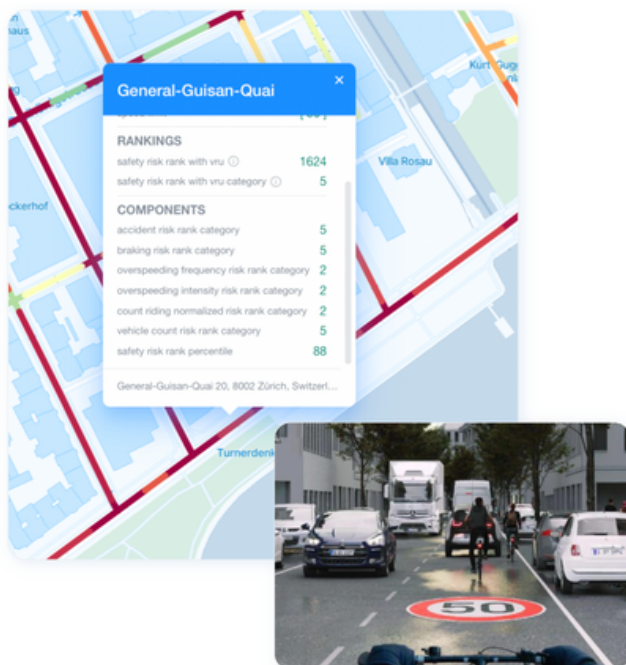 General-Guisan-Quai
×
RANKINGS
safety risk rank with vru 1624
safety risk rank with vru category 5
COMPONENTS
accident risk rank category 5
braking risk rank category 5
overspeeding frequency risk rank category 2
overspeeding intensity risk rank category 2
count riding normalized risk rank category 2
vehicle count risk rank category 5
safety risk rank percentile 88
General-Guisan-Quai 20, 8002 Zürich, Switzerl...
Kurt
Villa Rosau
ockerhof
haus
Turnerdenk
50